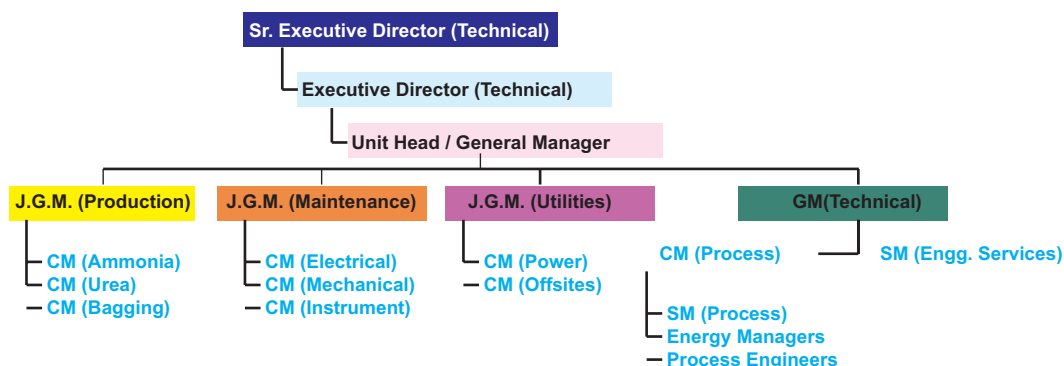 Sr. Executive Director (Technical)
Executive Director (Technical)
Unit Head / General Manager
J.G.M. (Production)
J.G.M. (Maintenance)
J.G.M. (Utilities)
GM(Technical)
CM (Ammonia)
CM (Urea)
CM (Bagging)
CM (Electrical)
CM (Mechanical)
CM (Instrument)
CM (Power)
CM (Offsites)
CM (Process)
SM (Engg. Services)
SM (Process)
Energy Managers
Process Engineers